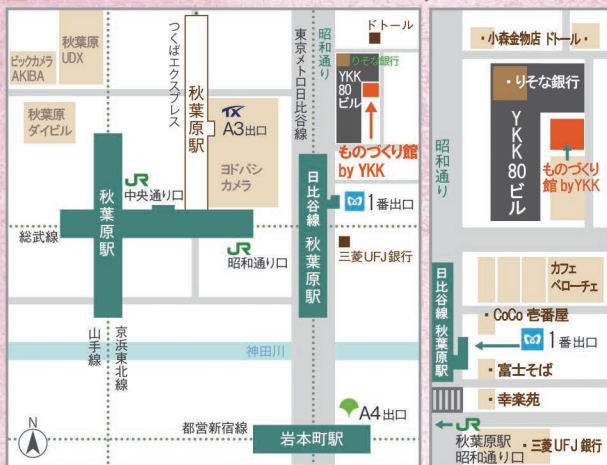 ビックカメラ
AKIBA
秋葉原
UDX
秋葉原
ダイビル
つくばエクスプレス
秋葉原駅
TX
A3出口
ヨドバシ
カメラ
東京メトロ日比谷線
昭和通り
ドトール
りそな銀行
YKK
80
ビル
ものづくり館
by YKK
JR
中央通り口
秋葉原駅
総武線
JR
昭和通り口
日比谷線 秋葉原駅
1番出口
三菱UFJ銀行
山手線
京浜東北線
神田川
N
都営新宿線
岩本町駅
A4出口
昭和通り
・小森金物店
ドトール・
・りそな銀行
YKK80ビル
ものづくり
館 by YKK
日比谷線 秋葉原駅
カフェ
ベローチェ
・CoCo 壱番屋
1番出口
・富士そば
・幸楽苑
JR
秋葉原駅
昭和通り口
・三菱UFJ 銀行